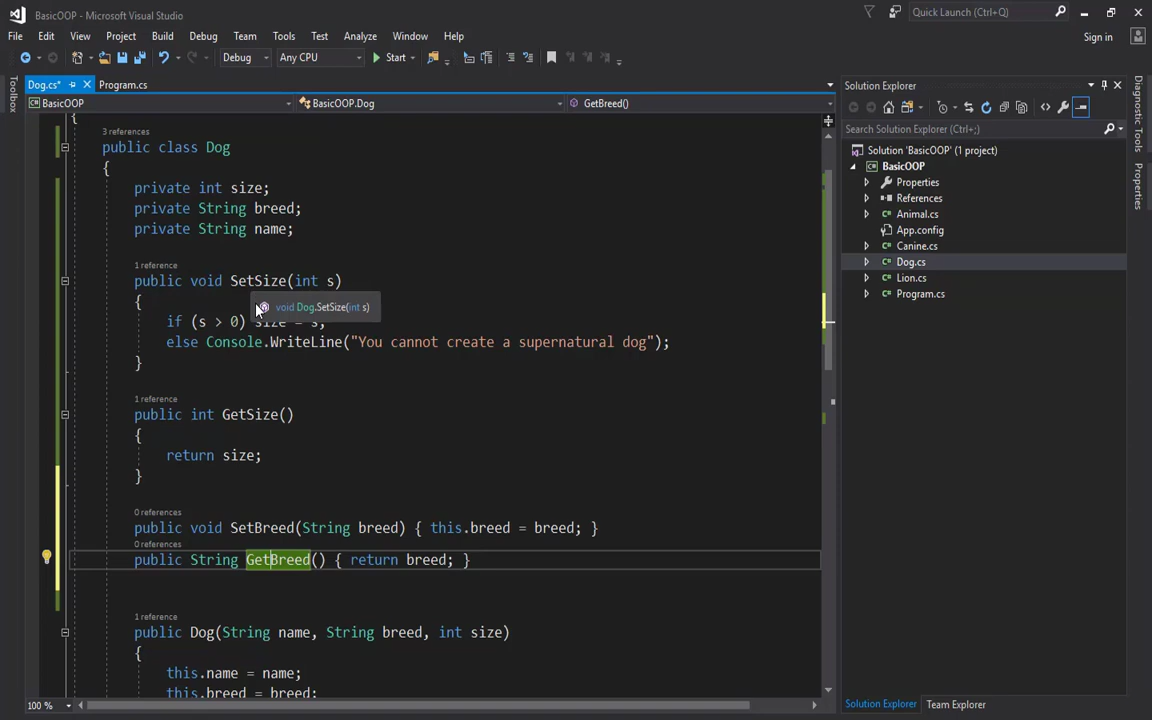 BasicOOP - Microsoft Visual Studio
Quick Launch (Ctrl+Q)
File Edit View Project Build Debug Team Tools Test Analyze Window Help
Sign in
Debug Any CPU Start
Dog.cs* Program.cs
BasicOOP BasicOOP.Dog GetBreed()
Toolbox
{
3 references
public class Dog
{
private int size;
private String breed;
private String name;
1 reference
public void SetSize(int s)
{
void Dog.SetSize(int s)
if (s > 0) size = s;
else Console.WriteLine("You cannot create a supernatural dog");
}
1 reference
public int GetSize()
{
return size;
}
0 references
public void SetBreed(String breed) { this.breed = breed; }
0 references
public String GetBreed() { return breed; }
1 reference
public Dog(String name, String breed, int size)
{
this.name = name;
this.breed = breed;
100 %
Solution Explorer
Search Solution Explorer (Ctrl+;)
Solution 'BasicOOP' (1 project)
BasicOOP
Properties
References
Animal.cs
App.config
Canine.cs
Dog.cs
Lion.cs
Program.cs
Solution Explorer Team Explorer
Diagnostic Tools
Properties